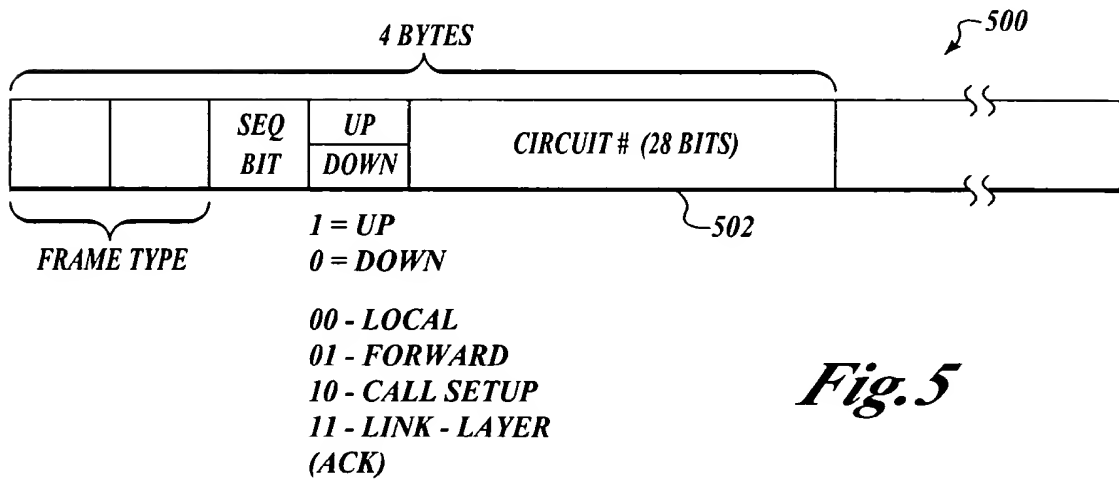 4 BYTES
500
SEQ BIT
UP
DOWN
CIRCUIT # (28 BITS)
502
FRAME TYPE
1 = UP
0 = DOWN
00 - LOCAL
01 - FORWARD
10 - CALL SETUP
11 - LINK - LAYER
(ACK)
Fig. 5